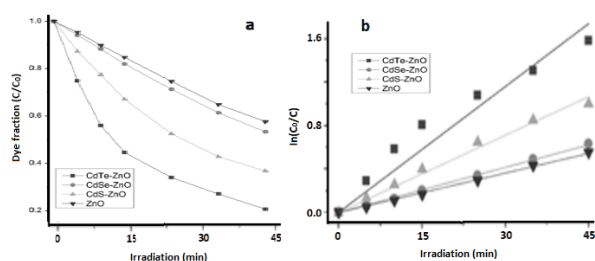 a
Dye fraction (C/C₀)
1.0
0.8
0.6
0.4
0.2
CdTe-ZnO
CdSe-ZnO
CdS-ZnO
ZnO
0
15
30
45
Irradiation (min)
b
ln(C₀/C)
1.6
0.8
0.0
CdTe-ZnO
CdSe-ZnO
CdS-ZnO
ZnO
0
15
30
45
Irradiation (min)